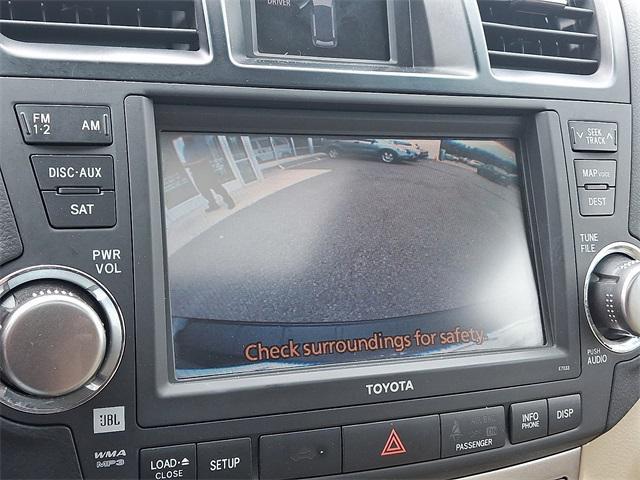 DRIVER
FM
1·2
AM
DISC·AUX
SAT
PWR
VOL
SEEK
TRACK
MAP VOICE
DEST
TUNE
FILE
PUSH
AUDIO
Check surroundings for safety.
TOYOTA
E7022
JBL
WMA
MP3
LOAD
CLOSE
SETUP
PASSENGER
INFO
PHONE
DISP